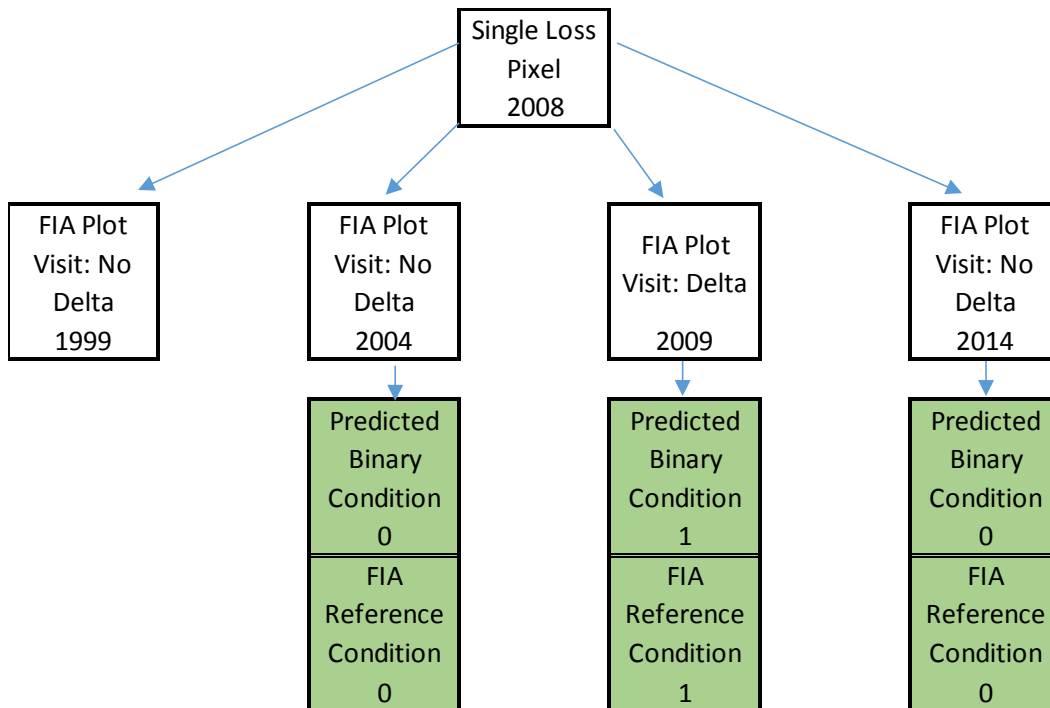 Single Loss
Pixel
2008
FIA Plot
Visit: No
Delta
1999
FIA Plot
Visit: No
Delta
2004
FIA Plot
Visit: Delta
2009
FIA Plot
Visit: No
Delta
2014
Predicted
Binary
Condition
0
FIA
Reference
Condition
0
Predicted
Binary
Condition
1
FIA
Reference
Condition
1
Predicted
Binary
Condition
0
FIA
Reference
Condition
0